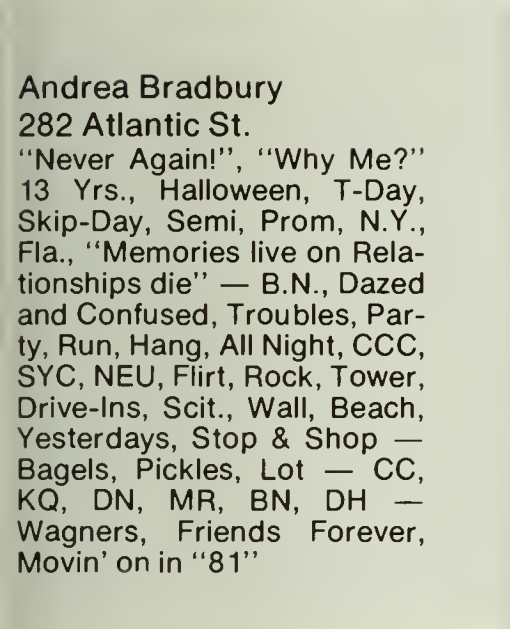 Andrea Bradbury
282 Atlantic St.
"Never Again!", "Why Me?"
13 Yrs., Halloween, T-Day,
Skip-Day, Semi, Prom, N.Y.,
Fla., "Memories live on Rela-
tionships die" — B.N., Dazed
and Confused, Troubles, Par-
ty, Run, Hang, All Night, CCC,
SYC, NEU, Flirt, Rock, Tower,
Drive-Ins, Scit., Wall, Beach,
Yesterdays, Stop & Shop —
Bagels, Pickles, Lot — CC,
KQ, DN, MR, BN, DH —
Wagners, Friends Forever,
Movin' on in "81"